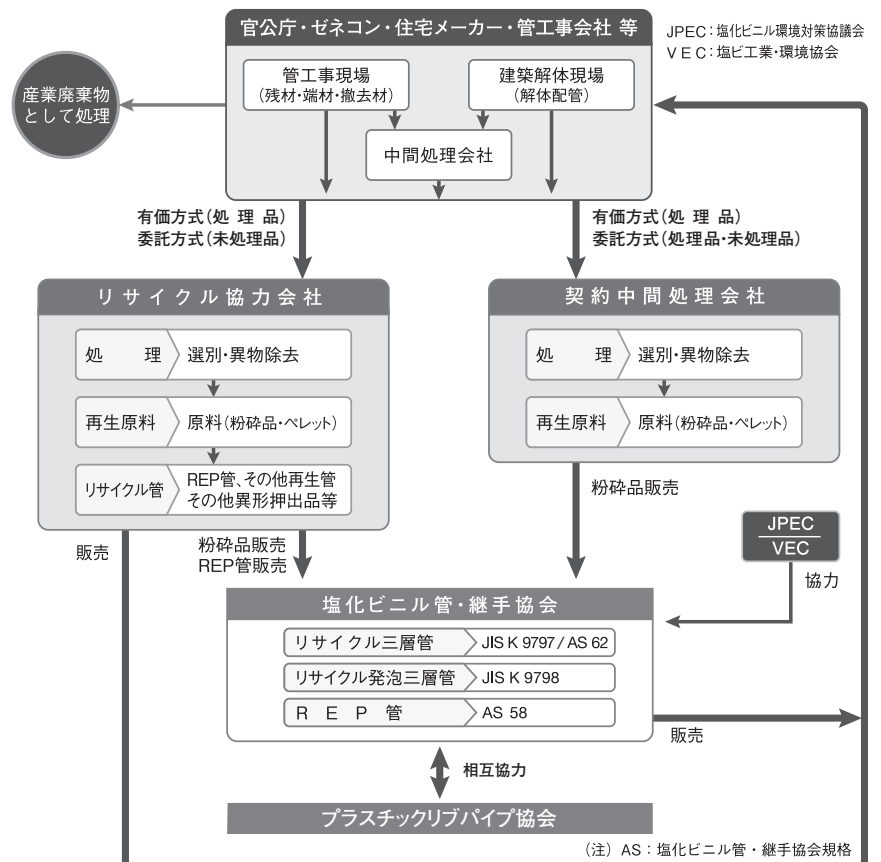 官公庁・ゼネコン・住宅メーカー・管工事会社 等
JPEC：塩化ビニル環境対策協議会
VEC：塩ビ工業・環境協会
産業廃棄物
として処理
管工事現場
（残材・端材・撤去材）
建築解体現場
（解体配管）
中間処理会社
有価方式（処 理 品）
委託方式（未処理品）
有価方式（処 理 品）
委託方式（処理品・未処理品）
リサイクル協力会社
処 理 選別・異物除去
再生原料 原料（粉砕品・ペレット）
リサイクル管 REP管、その他再生管
その他異形押出品等
契約中間処理会社
処 理 選別・異物除去
再生原料 原料（粉砕品・ペレット）
販売
粉砕品販売
REP管販売
粉砕品販売
JPEC
VEC
協力
塩化ビニル管・継手協会
リサイクル三層管 JIS K 9797 / AS 62
リサイクル発泡三層管 JIS K 9798
R E P 管 AS 58
販売
相互協力
プラスチックリブパイプ協会
（注）AS：塩化ビニル管・継手協会規格